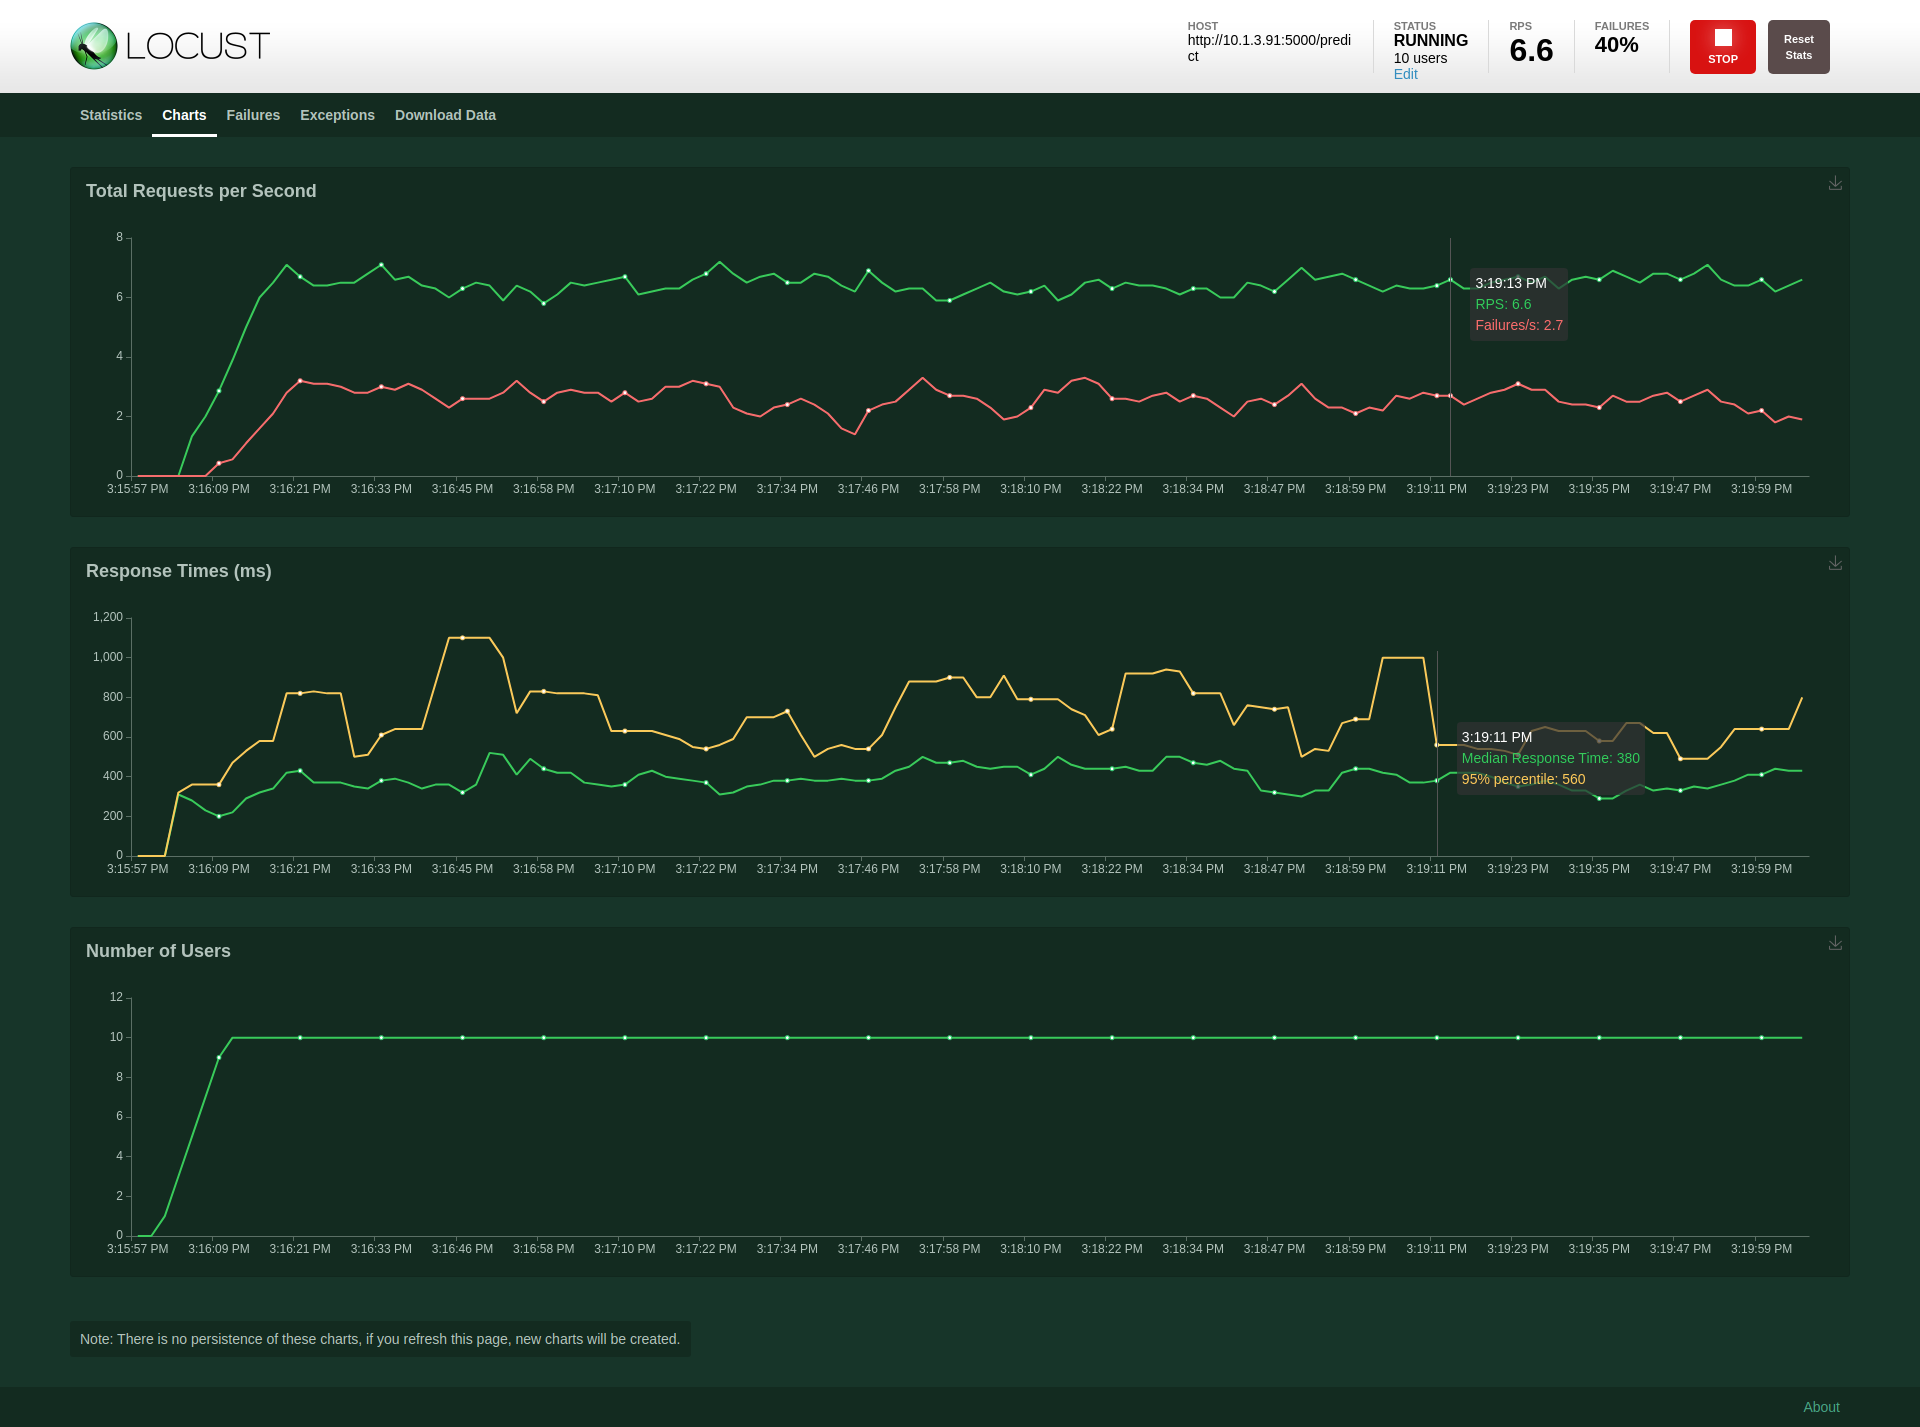 LOCUST
HOST
http://10.1.3.91:5000/predi
ct
STATUS
RUNNING
10 users
Edit
RPS
6.6
FAILURES
40%
STOP
Reset
Stats
Statistics Charts Failures Exceptions Download Data
Total Requests per Second
8
6
4
2
0
3:19:13 PM
RPS: 6.6
Failures/s: 2.7
3:15:57 PM 3:16:09 PM 3:16:21 PM 3:16:33 PM 3:16:45 PM 3:16:58 PM 3:17:10 PM 3:17:22 PM 3:17:34 PM 3:17:46 PM 3:17:58 PM 3:18:10 PM 3:18:22 PM 3:18:34 PM 3:18:47 PM 3:18:59 PM 3:19:11 PM 3:19:23 PM 3:19:35 PM 3:19:47 PM 3:19:59 PM
Response Times (ms)
1,200
1,000
800
600
400
200
0
3:19:11 PM
Median Response Time: 380
95% percentile: 560
3:15:57 PM 3:16:09 PM 3:16:21 PM 3:16:33 PM 3:16:45 PM 3:16:58 PM 3:17:10 PM 3:17:22 PM 3:17:34 PM 3:17:46 PM 3:17:58 PM 3:18:10 PM 3:18:22 PM 3:18:34 PM 3:18:47 PM 3:18:59 PM 3:19:11 PM 3:19:23 PM 3:19:35 PM 3:19:47 PM 3:19:59 PM
Number of Users
12
10
8
6
4
2
0
3:15:57 PM 3:16:09 PM 3:16:21 PM 3:16:33 PM 3:16:46 PM 3:16:58 PM 3:17:10 PM 3:17:22 PM 3:17:34 PM 3:17:46 PM 3:17:58 PM 3:18:10 PM 3:18:22 PM 3:18:34 PM 3:18:47 PM 3:18:59 PM 3:19:11 PM 3:19:23 PM 3:19:35 PM 3:19:47 PM 3:19:59 PM
Note: There is no persistence of these charts, if you refresh this page, new charts will be created.
About